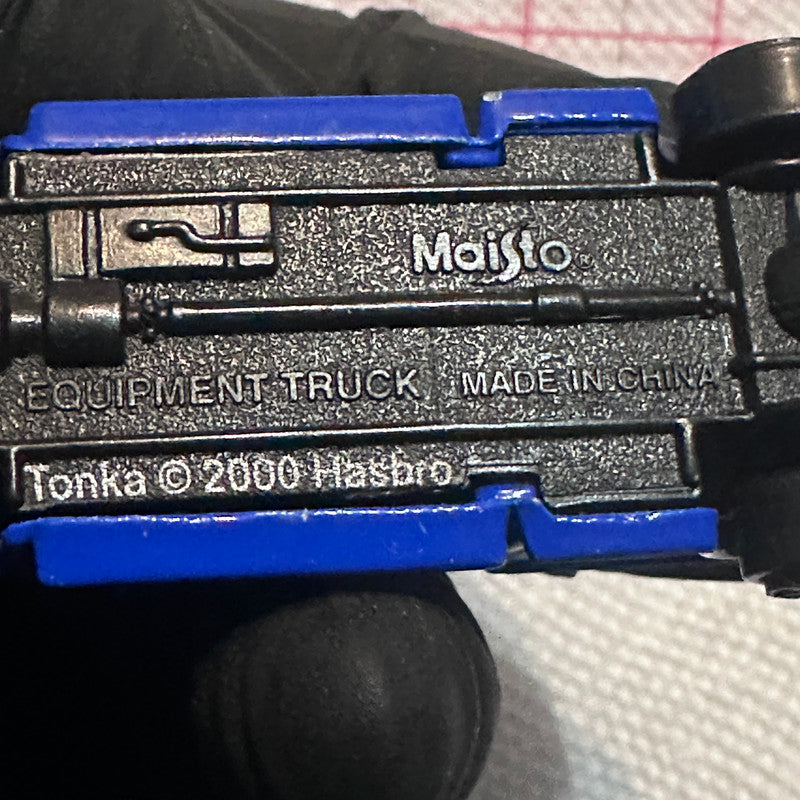 Maisto®
EQUIPMENT TRUCK MADE IN CHINA
Tonka © 2000 Hasbro